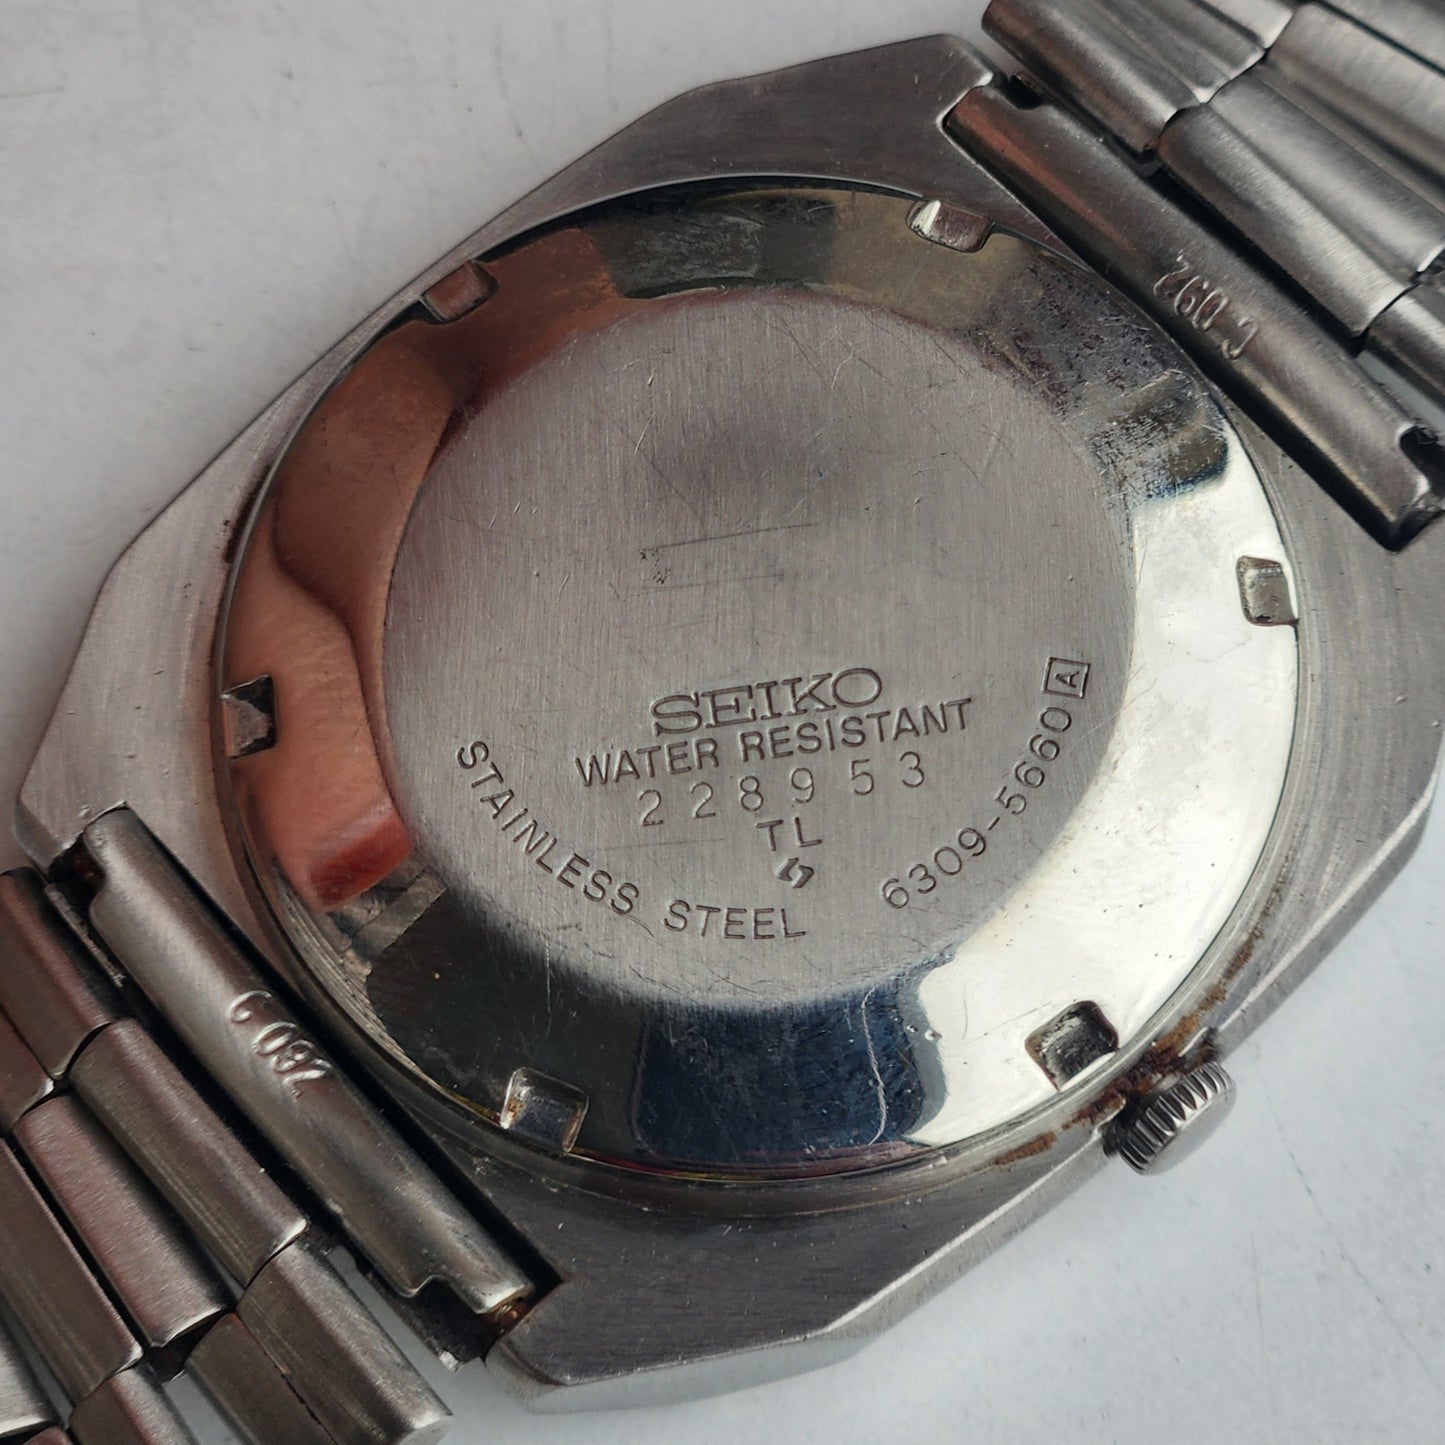 SEIKO
WATER RESISTANT
228953
TL
STAINLESS STEEL
6309-5660 A
C.092
C.092